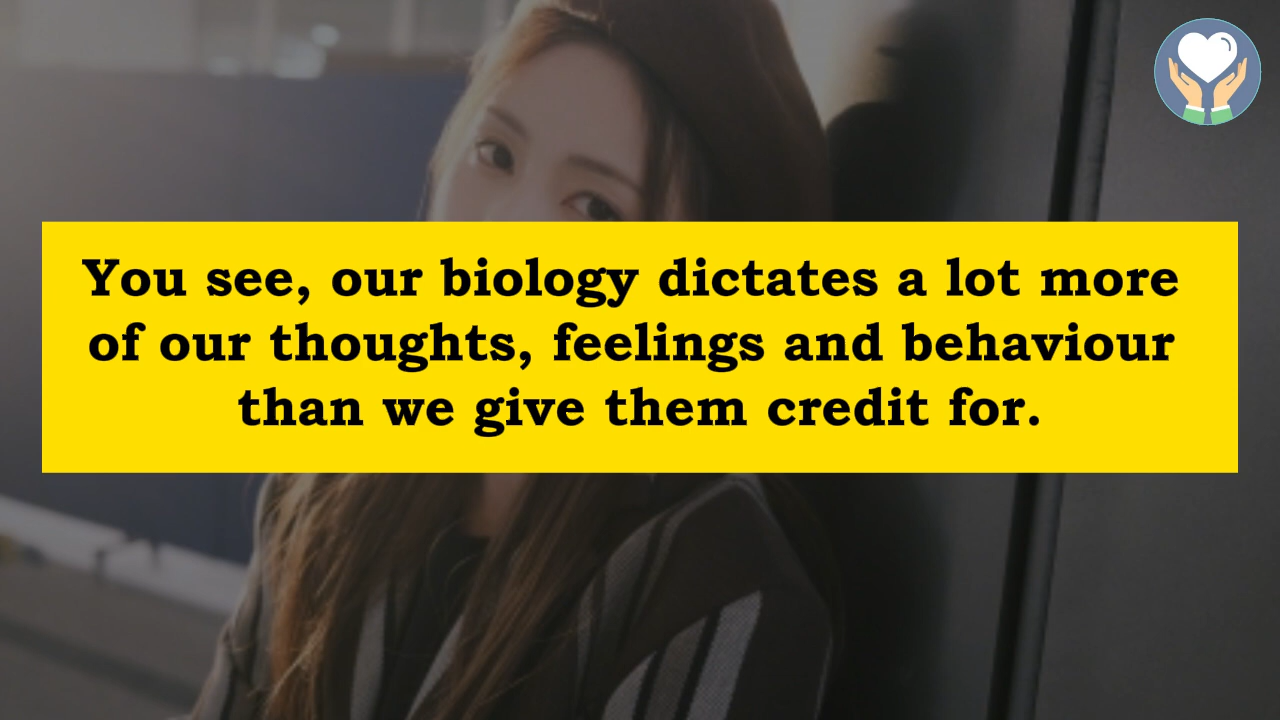 You see, our biology dictates a lot more
of our thoughts, feelings and behaviour
than we give them credit for.